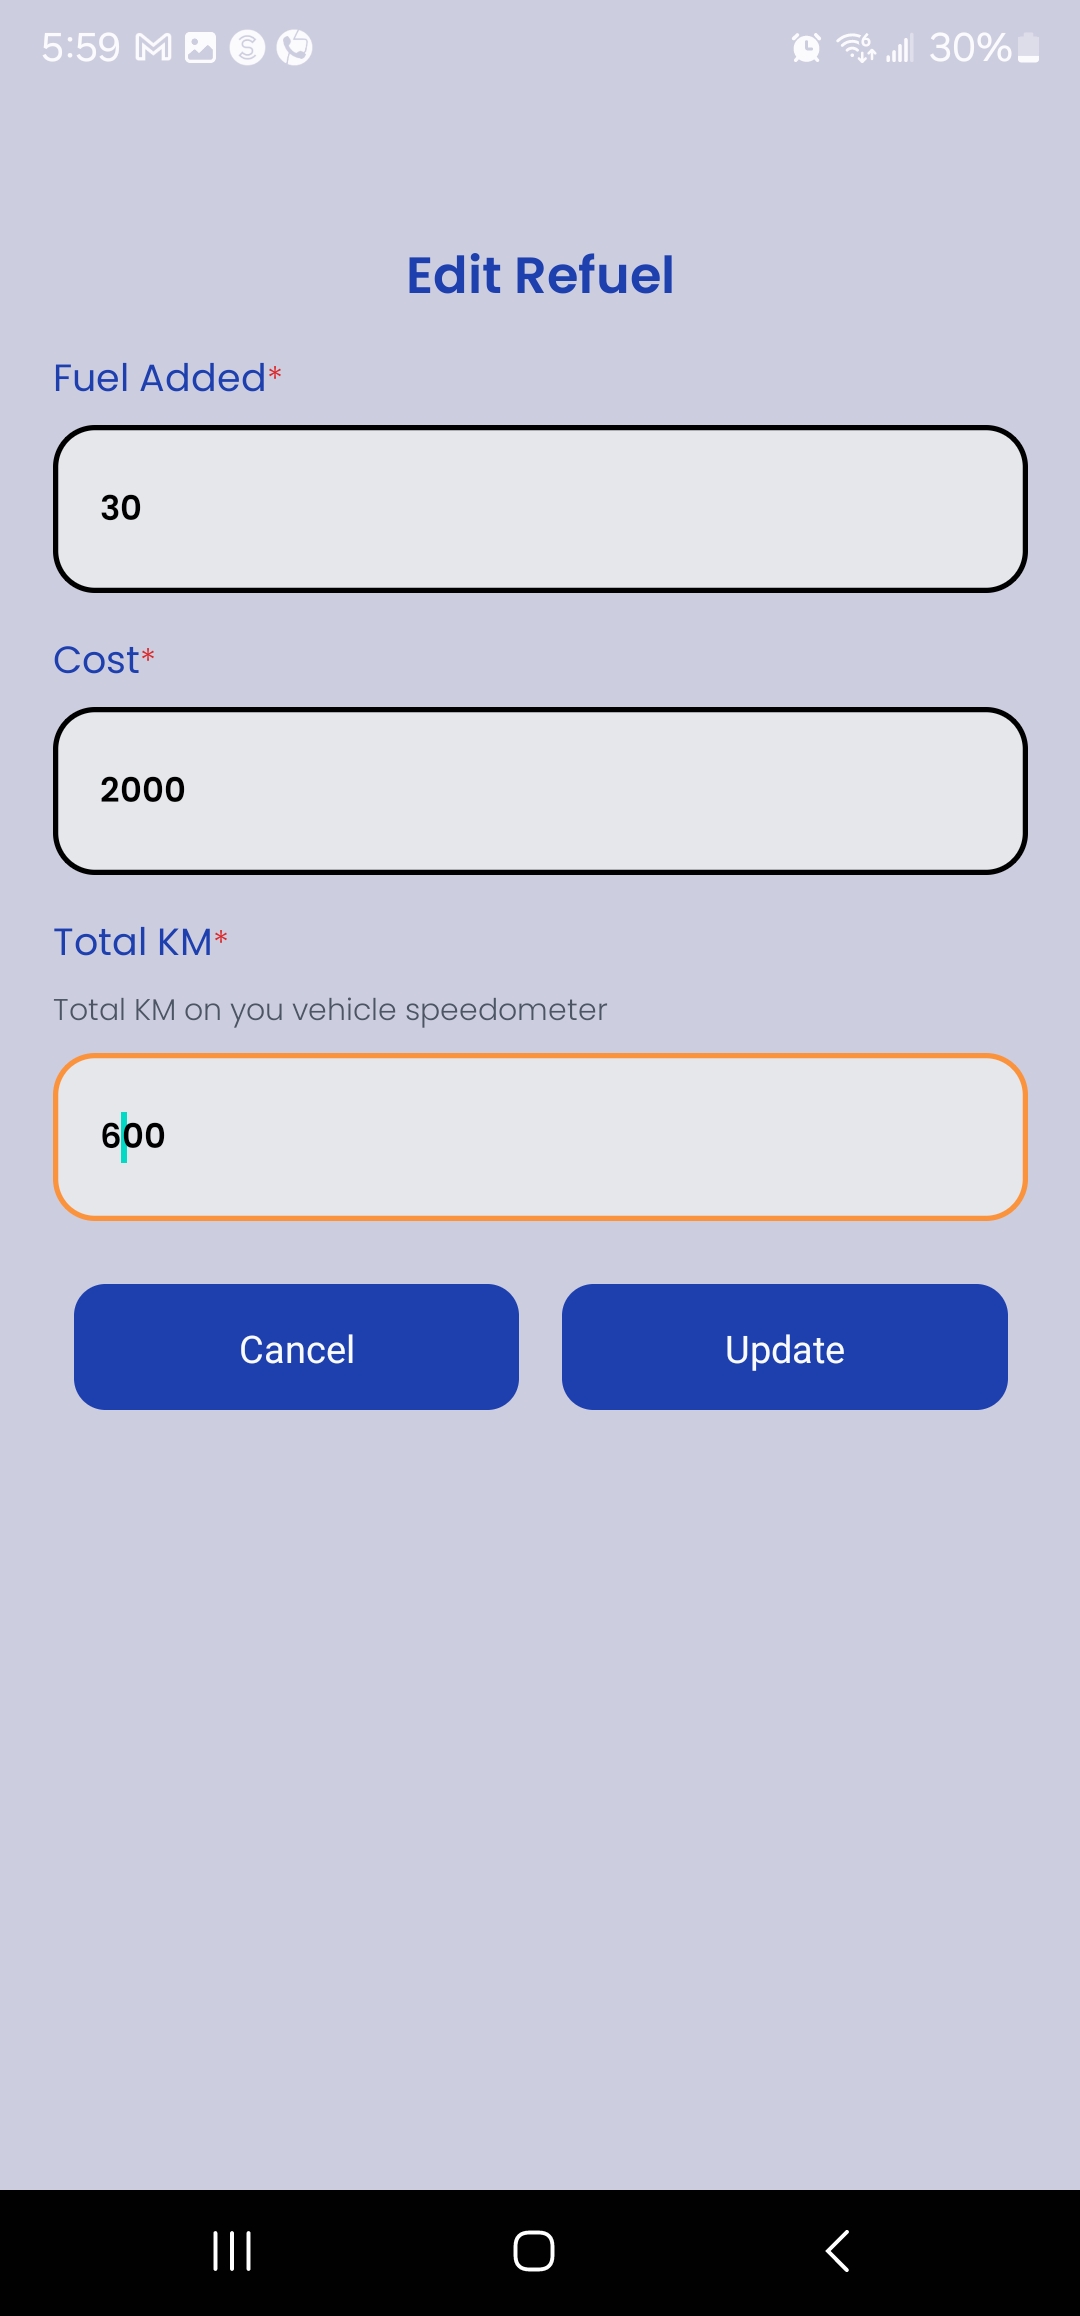 5:59 30%
Edit Refuel
Fuel Added*
30
Cost*
2000
Total KM*
Total KM on you vehicle speedometer
600
Cancel Update